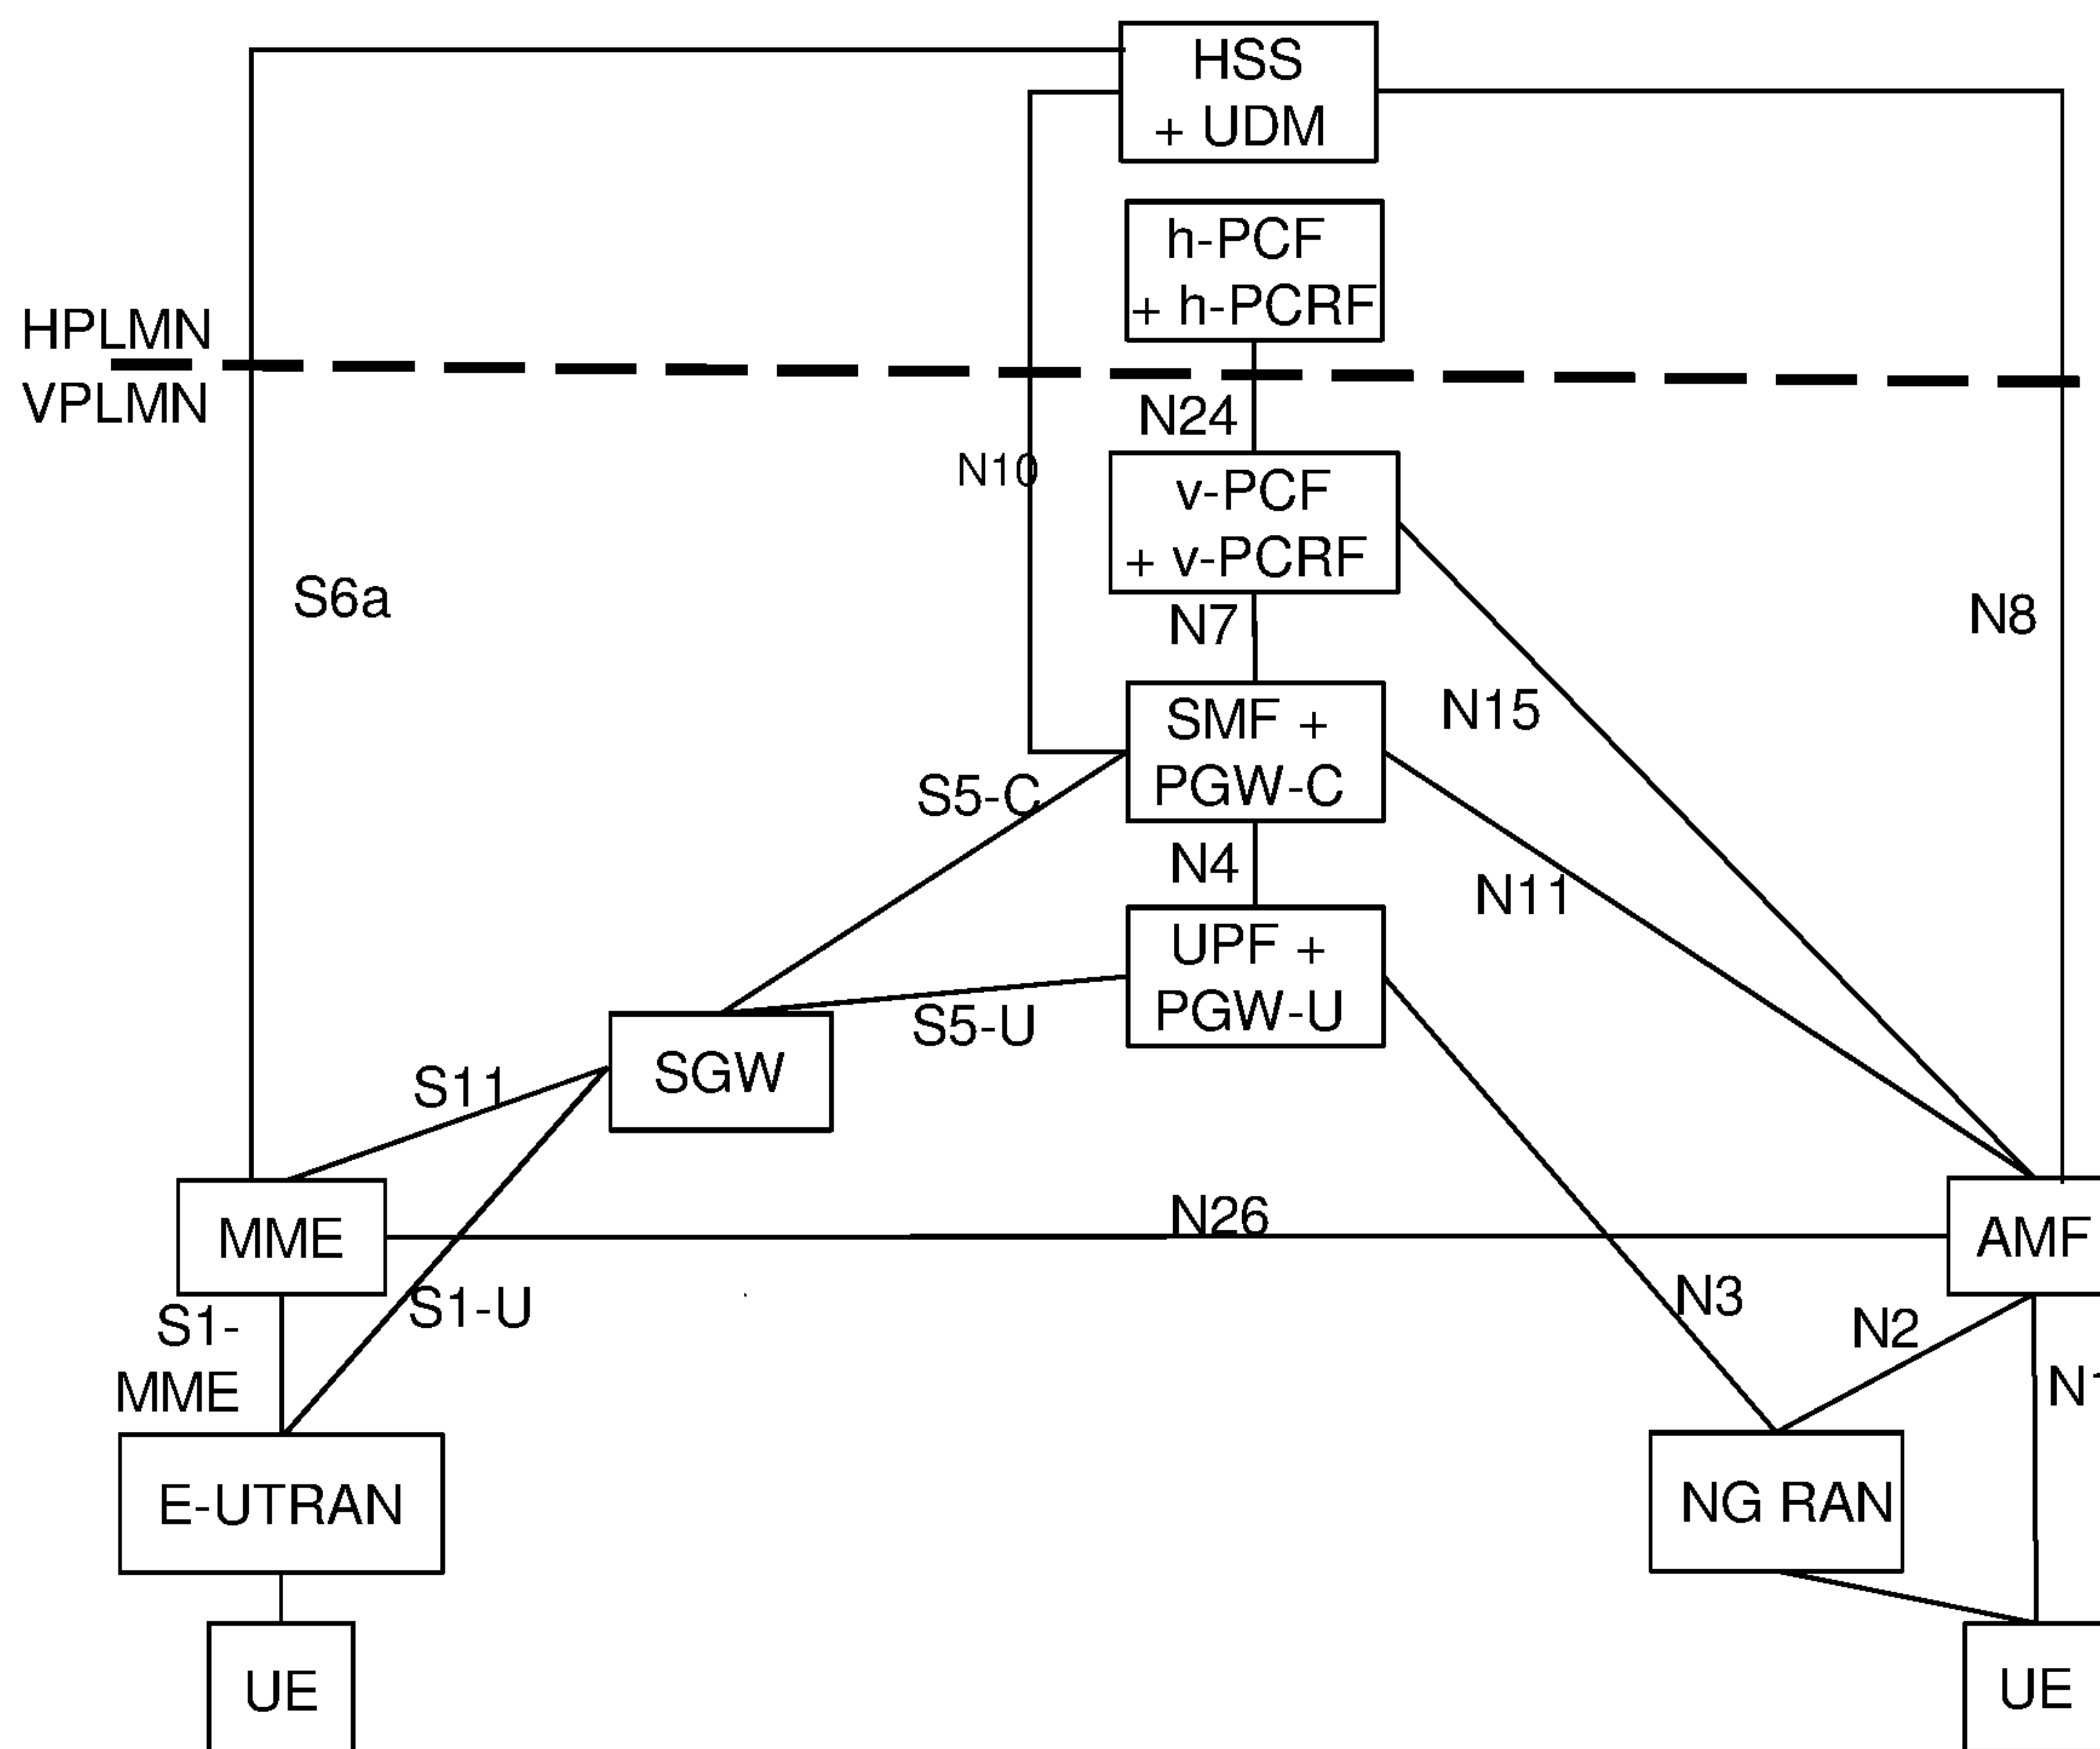 HSS
+ UDM
h-PCF
+ h-PCRF
HPLMN
VPLMN
N24
N10
v-PCF
+ v-PCRF
S6a
N8
N7
N15
SMF +
PGW-C
S5-C
N4
N11
UPF +
PGW-U
S5-U
SGW
S11
N26
MME
AMF
S1-U
S1-
MME
N3
N2
N1
E-UTRAN
NG RAN
UE
UE